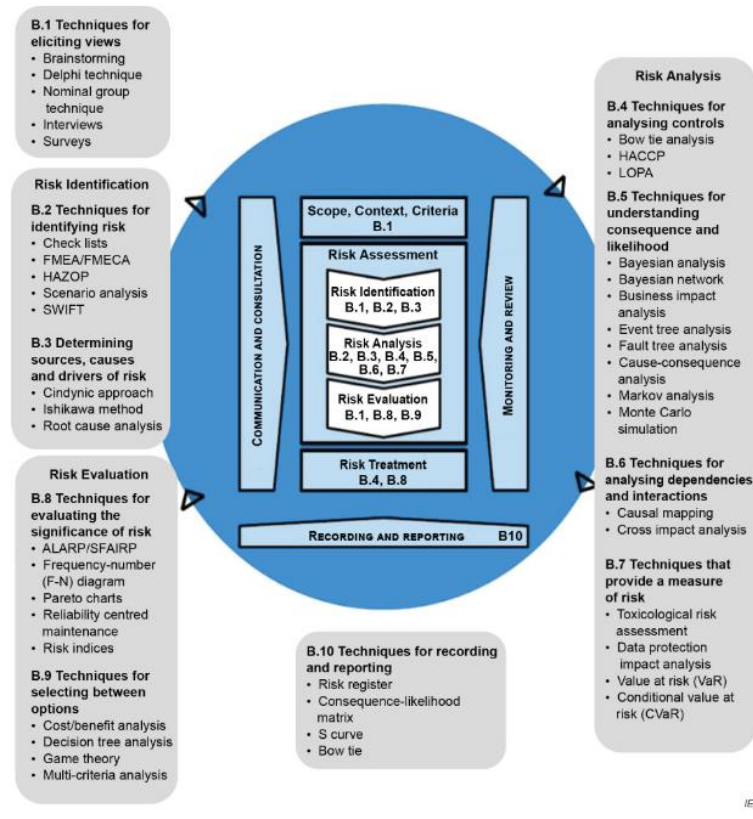 B.1 Techniques for
eliciting views
• Brainstorming
• Delphi technique
• Nominal group
technique
• Interviews
• Surveys
Risk Identification
B.2 Techniques for
identifying risk
• Check lists
• FMEA/FMECA
• HAZOP
• Scenario analysis
• SWIFT
B.3 Determining
sources, causes
and drivers of risk
• Cindynic approach
• Ishikawa method
• Root cause analysis
Risk Evaluation
B.8 Techniques for
evaluating the
significance of risk
• ALARP/SFAIRP
• Frequency-number
(F-N) diagram
• Pareto charts
• Reliability centred
maintenance
• Risk indices
B.9 Techniques for
selecting between
options
• Cost/benefit analysis
• Decision tree analysis
• Game theory
• Multi-criteria analysis
COMMUNICATION AND CONSULTATION
Scope, Context, Criteria
B.1
Risk Assessment
Risk Identification
B.1, B.2, B.3
Risk Analysis
B.2, B.3, B.4, B.5,
B.6, B.7
Risk Evaluation
B.1, B.8, B.9
Risk Treatment
B.4, B.8
MONITORING AND REVIEW
RECORDING AND REPORTING B10
B.10 Techniques for recording
and reporting
• Risk register
• Consequence-likelihood
matrix
• S curve
• Bow tie
Risk Analysis
B.4 Techniques for
analysing controls
• Bow tie analysis
• HACCP
• LOPA
B.5 Techniques for
understanding
consequence and
likelihood
• Bayesian analysis
• Bayesian network
• Business impact
analysis
• Event tree analysis
• Fault tree analysis
• Cause-consequence
analysis
• Markov analysis
• Monte Carlo
simulation
B.6 Techniques for
analysing dependencies
and interactions
• Causal mapping
• Cross impact analysis
B.7 Techniques that
provide a measure
of risk
• Toxicological risk
assessment
• Data protection
impact analysis
• Value at risk (VaR)
• Conditional value at
risk (CVaR)